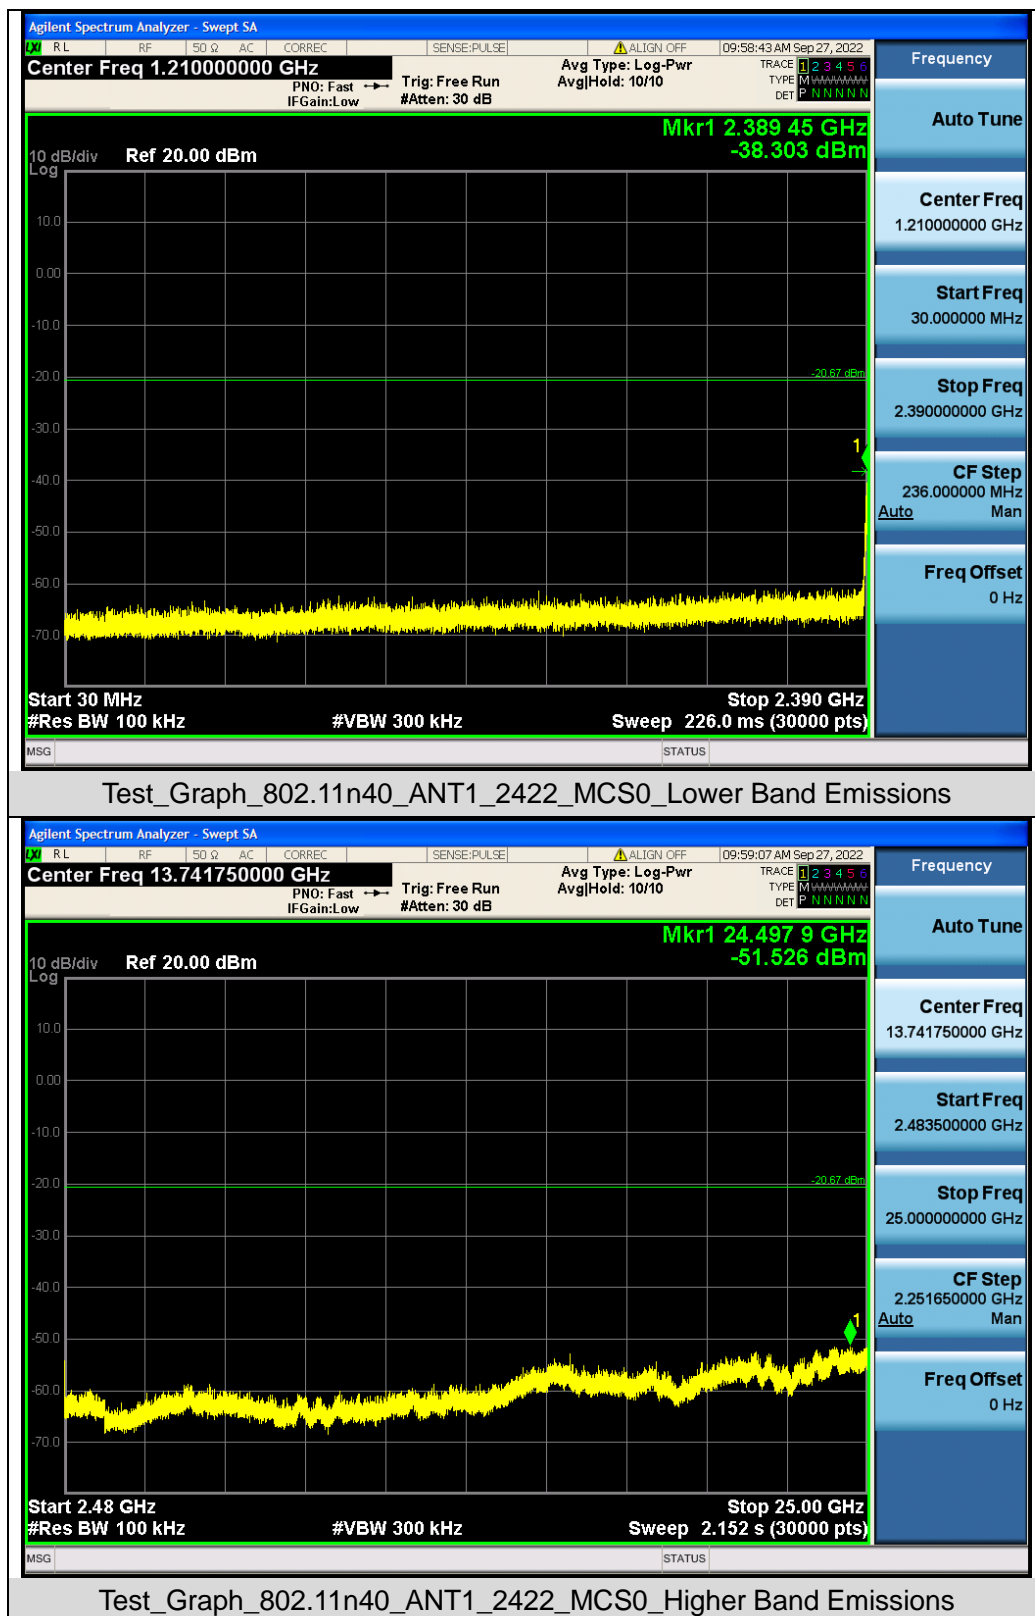 Agilent Spectrum Analyzer - Swept SA
LXI RL RF 50 Ω AC CORREC SENSE:PULSE ALIGN OFF 09:58:43 AM Sep 27, 2022
Center Freq 1.210000000 GHz
PNO: Fast
IFGain:Low
Trig: Free Run
#Atten: 30 dB
Avg Type: Log-Pwr
Avg|Hold: 10/10
TRACE 1 2 3 4 5 6
TYPE M
DET P N N N N N
Mkr1 2.389 45 GHz
-38.303 dBm
10 dB/div
Log
Ref 20.00 dBm
10.0
0.00
-10.0
-20.0
-20.67 dBm
-30.0
1
-40.0
-50.0
-60.0
-70.0
Start 30 MHz
Stop 2.390 GHz
#Res BW 100 kHz
#VBW 300 kHz
Sweep 226.0 ms (30000 pts)
MSG
STATUS
Frequency
Auto Tune
Center Freq
1.210000000 GHz
Start Freq
30.000000 MHz
Stop Freq
2.390000000 GHz
CF Step
236.000000 MHz
Auto Man
Freq Offset
0 Hz
Test_Graph_802.11n40_ANT1_2422_MCS0_Lower Band Emissions
Agilent Spectrum Analyzer - Swept SA
LXI RL RF 50 Ω AC CORREC SENSE:PULSE ALIGN OFF 09:59:07 AM Sep 27, 2022
Center Freq 13.741750000 GHz
PNO: Fast
IFGain:Low
Trig: Free Run
#Atten: 30 dB
Avg Type: Log-Pwr
Avg|Hold: 10/10
TRACE 1 2 3 4 5 6
TYPE M
DET P N N N N N
Mkr1 24.497 9 GHz
-51.526 dBm
10 dB/div
Log
Ref 20.00 dBm
10.0
0.00
-10.0
-20.0
-20.67 dBm
-30.0
-40.0
-50.0
1
-60.0
-70.0
Start 2.48 GHz
Stop 25.00 GHz
#Res BW 100 kHz
#VBW 300 kHz
Sweep 2.152 s (30000 pts)
MSG
STATUS
Frequency
Auto Tune
Center Freq
13.741750000 GHz
Start Freq
2.483500000 GHz
Stop Freq
25.000000000 GHz
CF Step
2.251650000 GHz
Auto Man
Freq Offset
0 Hz
Test_Graph_802.11n40_ANT1_2422_MCS0_Higher Band Emissions